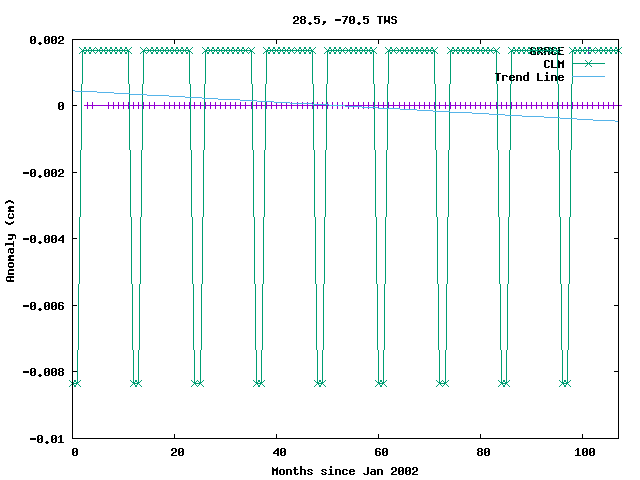 28.5, -70.5 TWS
0.002
0
-0.002
-0.004
-0.006
-0.008
-0.01
Anomaly (cm)
GRACE
CLM
Trend Line
0 20 40 60 80 100
Months since Jan 2002